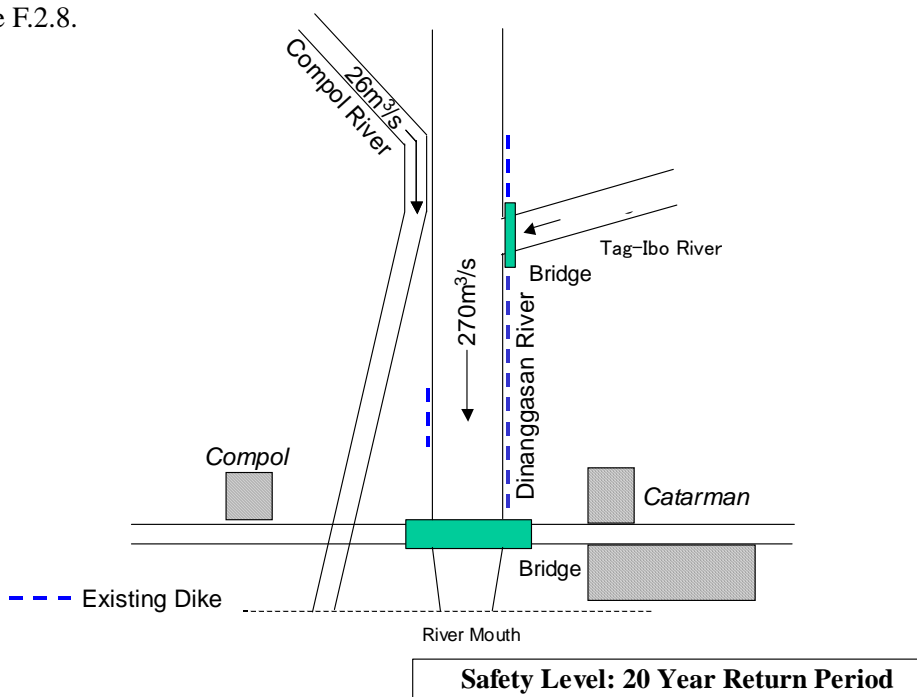 e F.2.8.
Compol River
26m³/s
Tag-Ibo River
Bridge
270m³/s
Dinanggasan River
Compol
Catarman
Bridge
Existing Dike
River Mouth
Safety Level: 20 Year Return Period